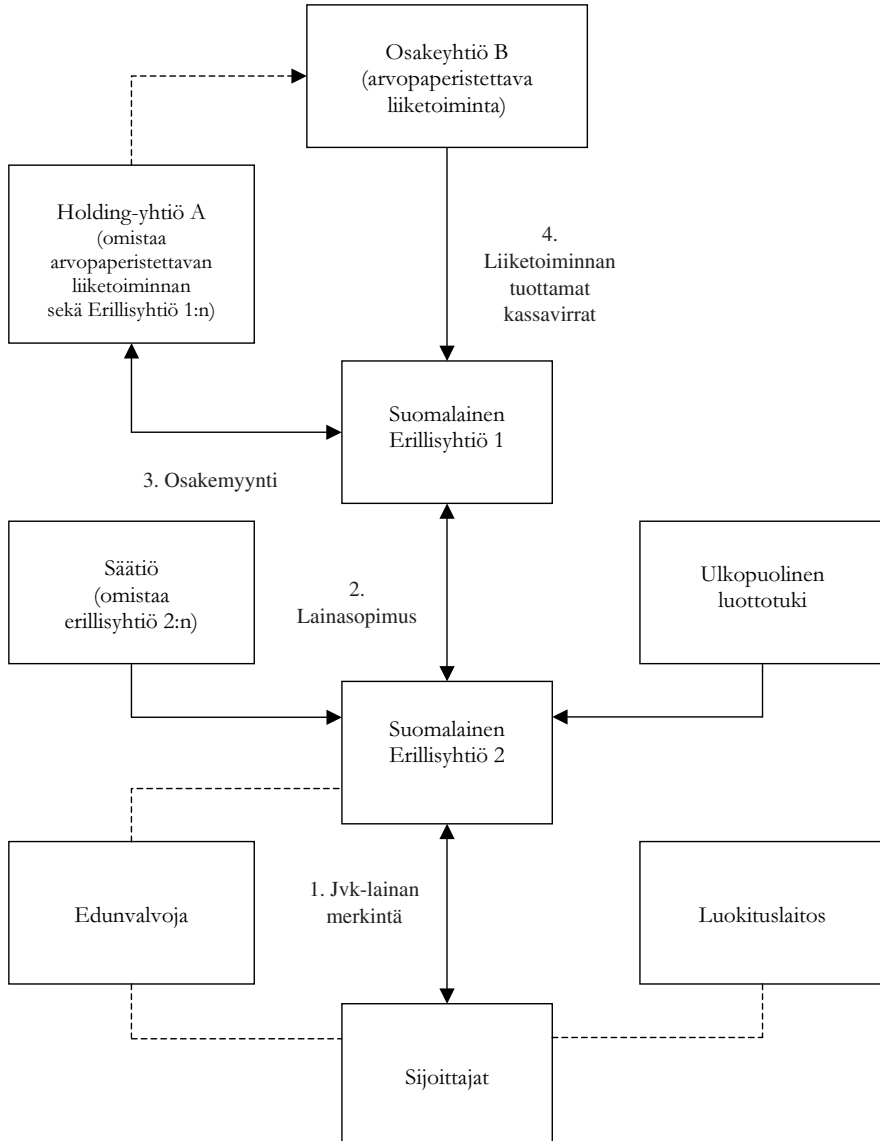 Osakeyhtiö B
(arvopaperistettava
liiketoiminta)
Holding-yhtiö A
(omistaa
arvopaperistettavan
liiketoiminnan
sekä Erillisyhtiö 1:n)
4.
Liiketoiminnan
tuottamat
kassavirrat
Suomalainen
Erillisyhtiö 1
3. Osakemyynti
Säätiö
(omistaa
erillisyhtiö 2:n)
2.
Lainasopimus
Ulkopuolinen
luottotuki
Suomalainen
Erillisyhtiö 2
Edunvalvoja
1. Jvk-lainan
merkintä
Luokituslaitos
Sijoittajat